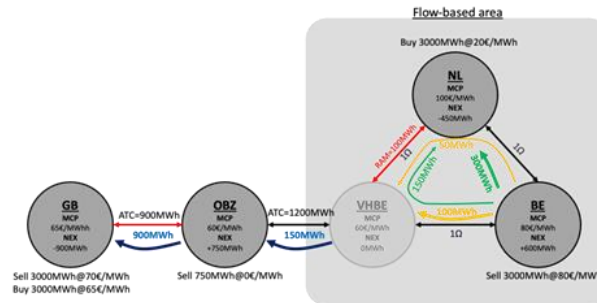 Flow-based area
Buy 3000MWh@20€/MWh
NL
MCP
100€/MWh
NEX
-450MWh
RAM=100MWh
1Ω
50MWh
1Ω
150MWh
300MWh
GB
MCP
65€/MWhh
NEX
-900MWh
ATC=900MWh
900MWh
OBZ
MCP
60€/MWh
NEX
+750MWh
ATC=1200MWh
150MWh
VHBE
MCP
60€/MWh
NEX
0MWh
100MWh
1Ω
BE
MCP
80€/MWh
NEX
+600MWh
Sell 3000MWh@70€/MWh
Buy 3000MWh@65€/MWh
Sell 750MWh@0€/MWh
Sell 3000MWh@80€/MWh